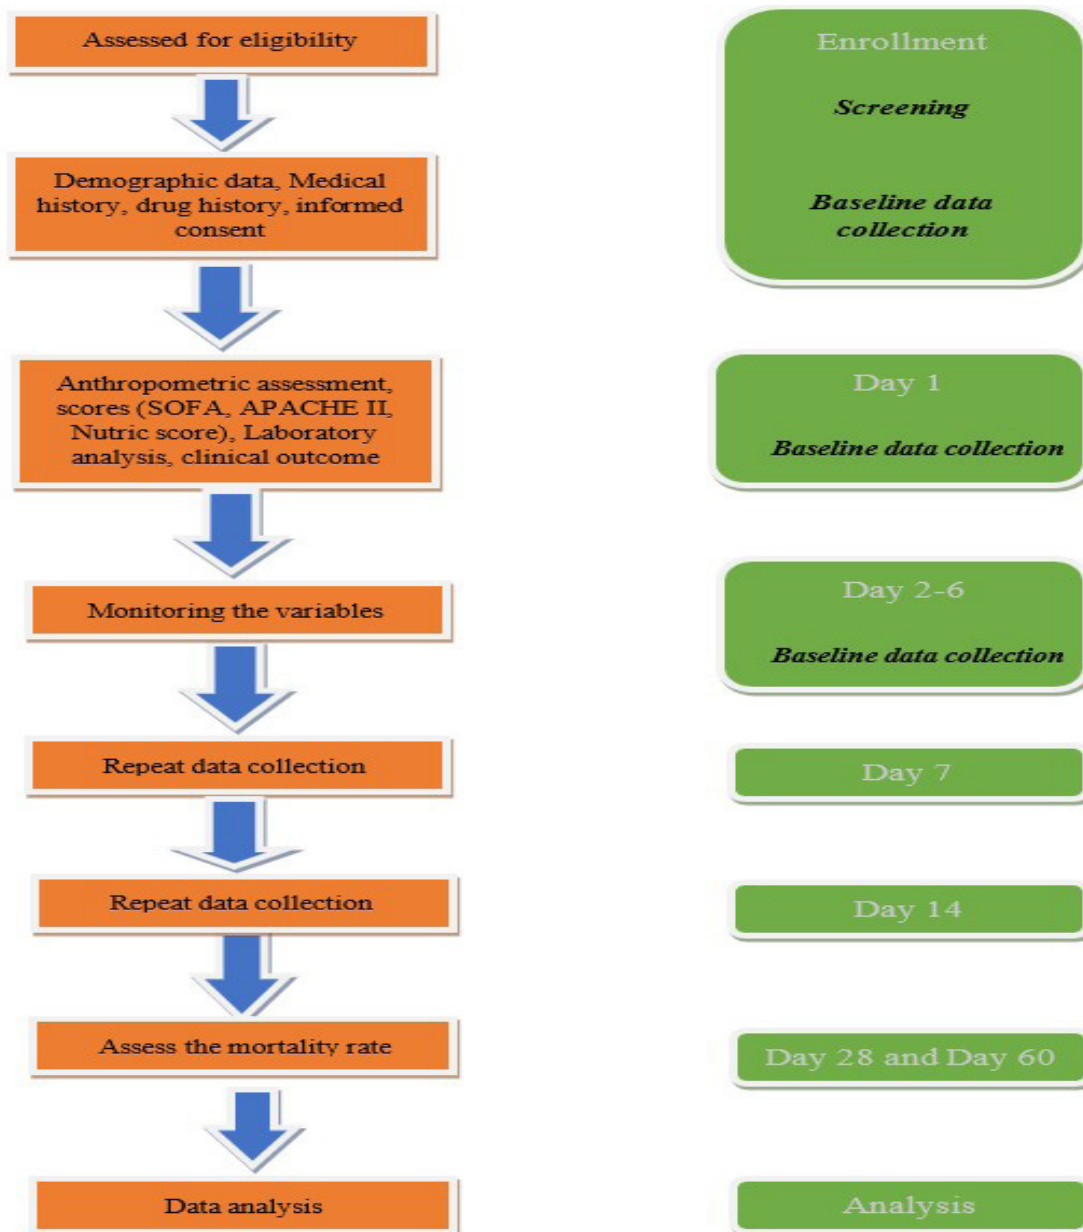 Assessed for eligibility
Enrollment
Screening
Demographic data, Medical
history, drug history, informed
consent
Baseline data
collection
Anthropometric assessment,
scores (SOFA, APACHE II,
Nutric score), Laboratory
analysis, clinical outcome
Day 1
Baseline data collection
Monitoring the variables
Day 2-6
Baseline data collection
Repeat data collection
Day 7
Repeat data collection
Day 14
Assess the mortality rate
Day 28 and Day 60
Data analysis
Analysis